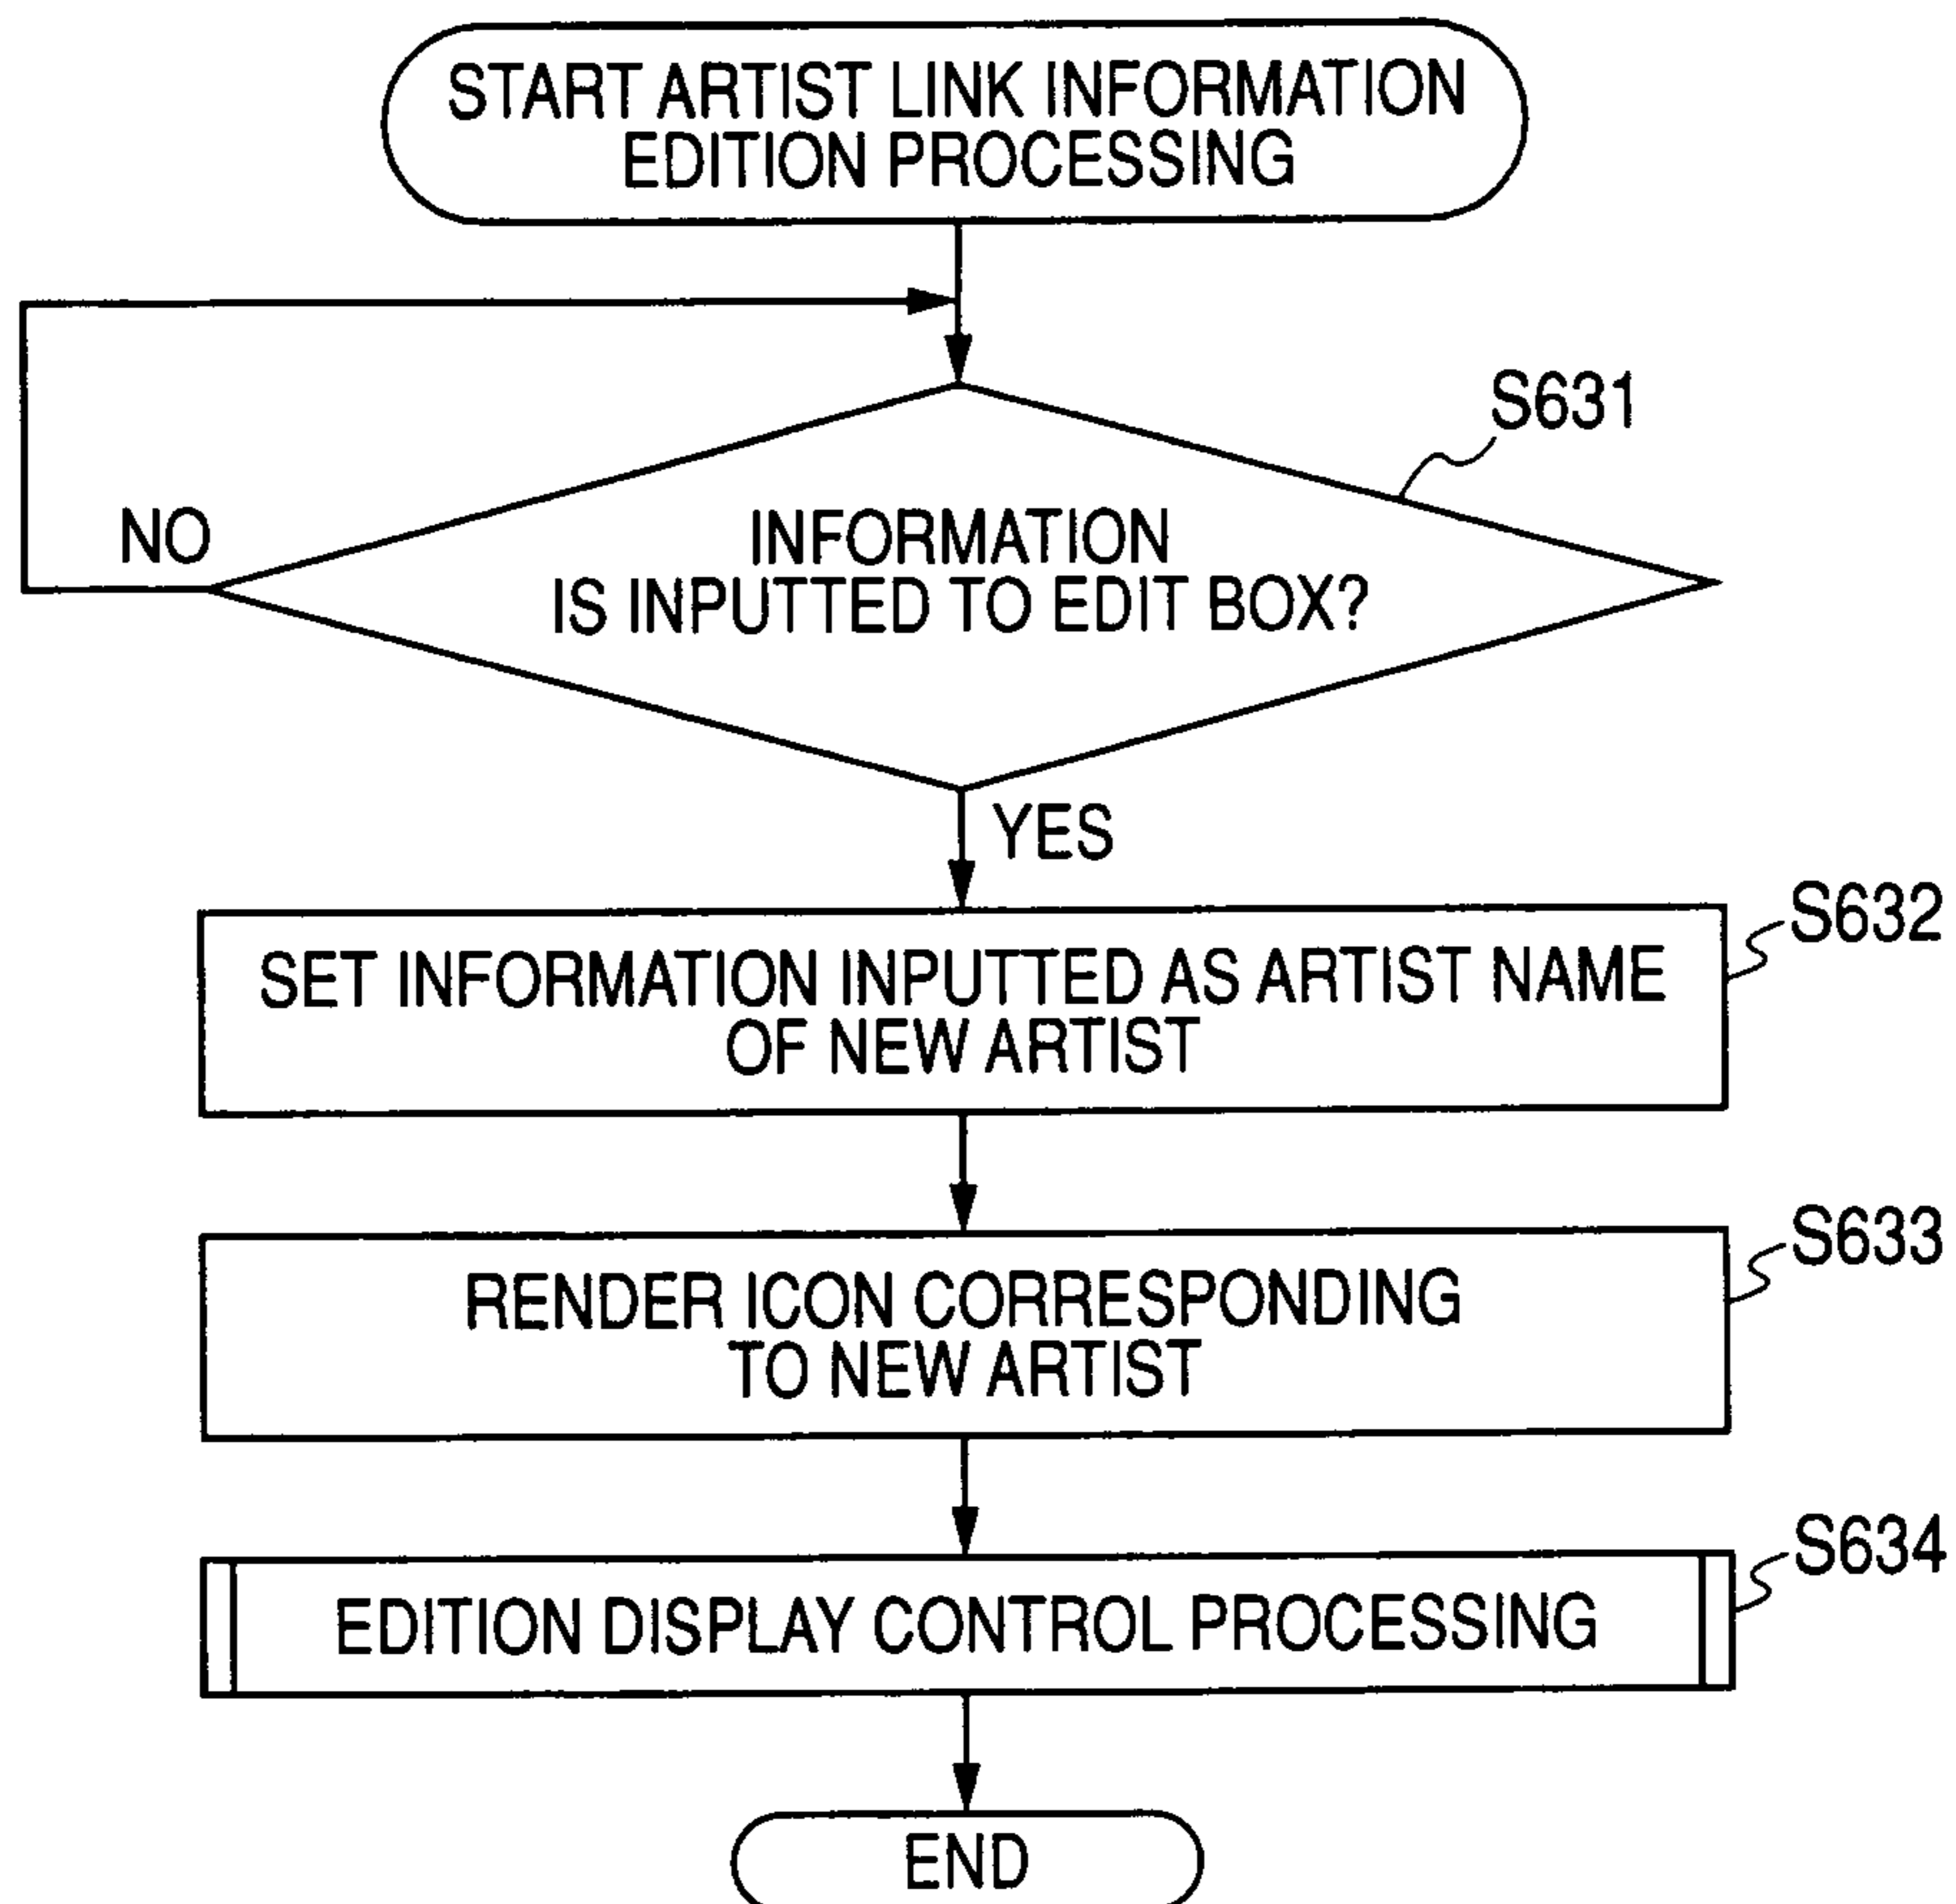 START ARTIST LINK INFORMATION
EDITION PROCESSING
S631
NO
INFORMATION
IS INPUTTED TO EDIT BOX?
YES
S632
SET INFORMATION INPUTTED AS ARTIST NAME
OF NEW ARTIST
S633
RENDER ICON CORRESPONDING
TO NEW ARTIST
S634
EDITION DISPLAY CONTROL PROCESSING
END